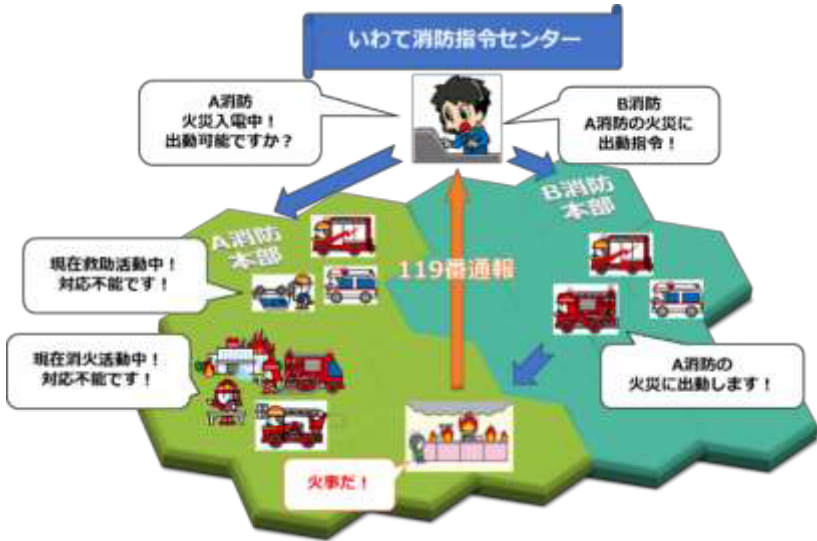 いわて消防指令センター
A消防
火災入電中！
出動可能ですか？
B消防
A消防の火災に
出動指令！
A消防
本部
B消防
本部
現在救助活動中！
対応不能です！
119番通報
現在消火活動中！
対応不能です！
A消防の
火災に出動します！
火事だ！